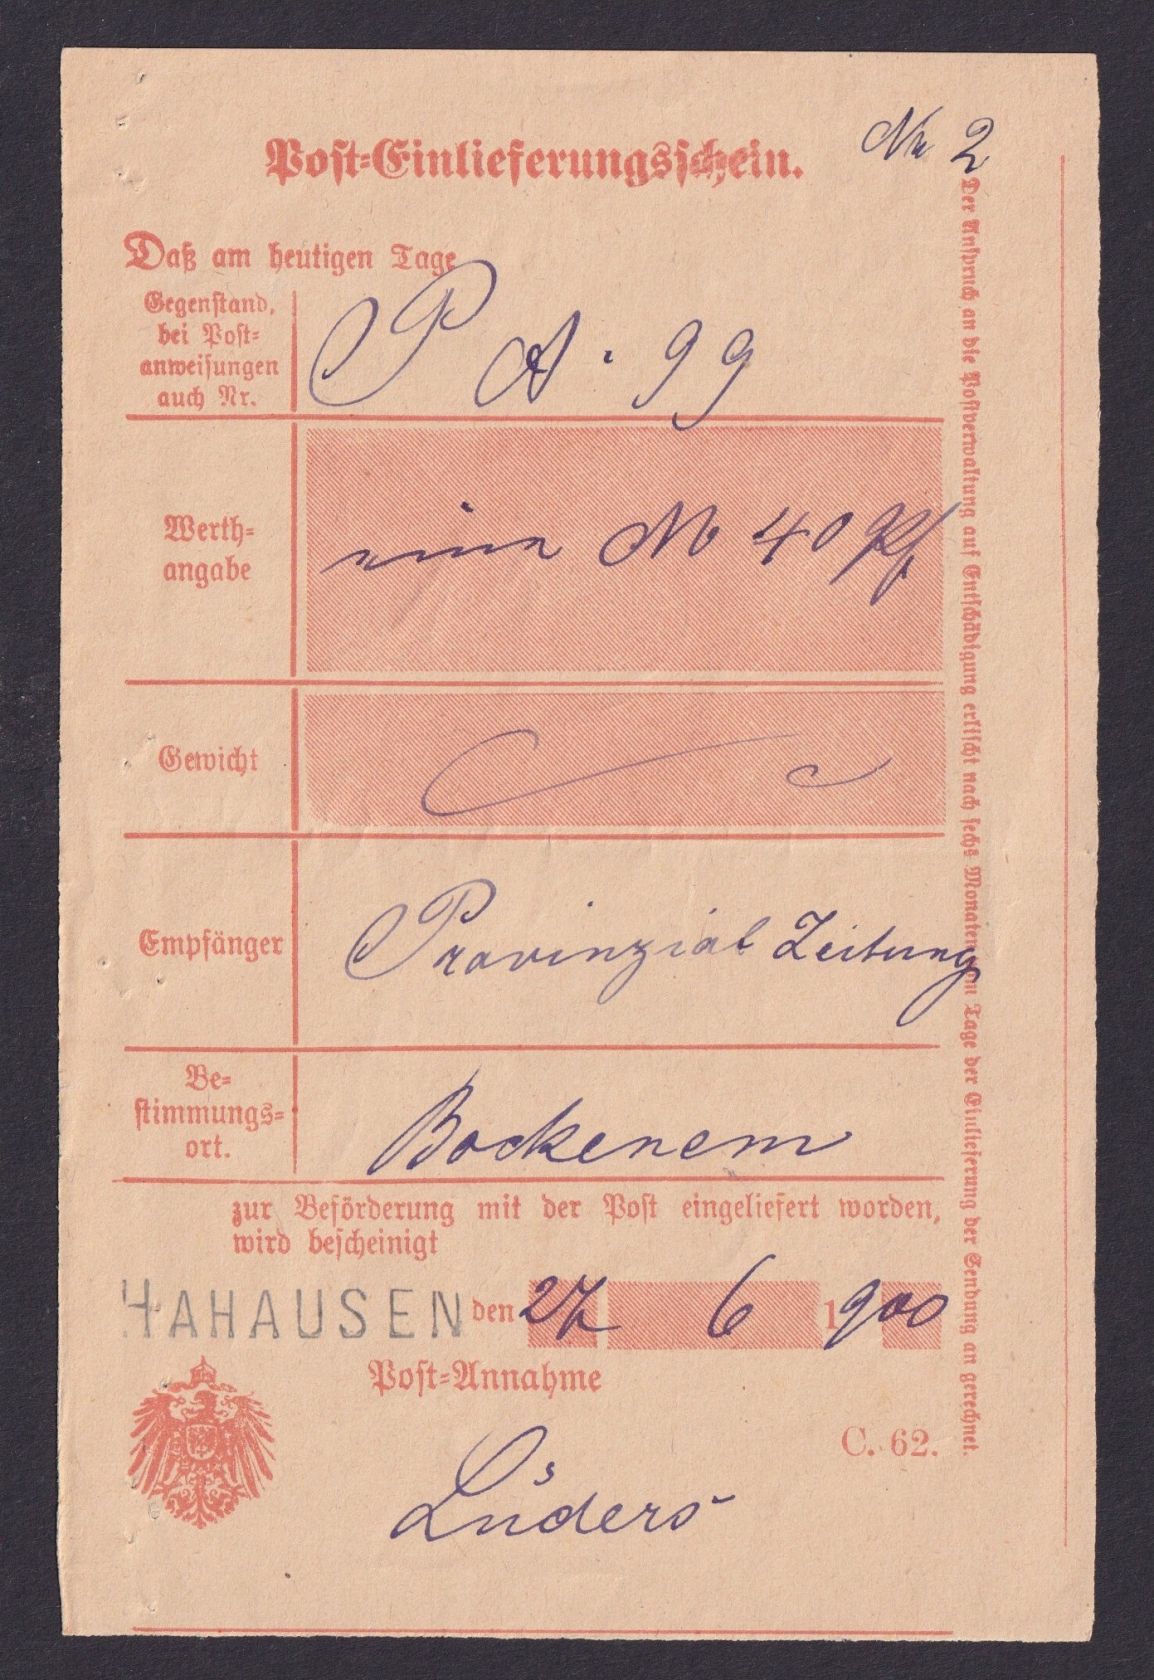 Nr 2
Post-Einlieferungsschein.
Daß am heutigen Tage
Gegenstand,
bei Post-
anweisungen
auch Nr.
P A. 99
Werth-
angabe
eine M 40 Pf
Gewicht
Empfänger
Provinzial Zeitung
Be-
stimmungs-
ort.
Bockenem
zur Beförderung mit der Post eingeliefert worden,
wird bescheinigt
HAHAUSEN den 27 6 1900
Post-Annahme
C. 62.
Lüders
Der Anspruch an die Postverwaltung auf Entschädigung erlischt nach sechs Monaten vom Tage der Einlieferung der Sendung an gerechnet.